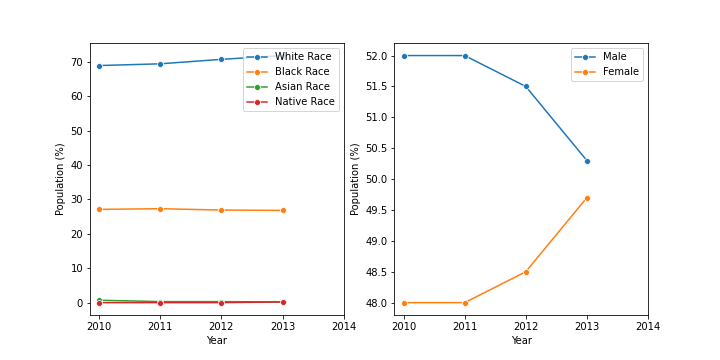 70
60
50
40
30
20
10
0
Population (%)
2010 2011 2012 2013 2014
Year
White Race
Black Race
Asian Race
Native Race
52.0
51.5
51.0
50.5
50.0
49.5
49.0
48.5
48.0
Population (%)
2010 2011 2012 2013 2014
Year
Male
Female